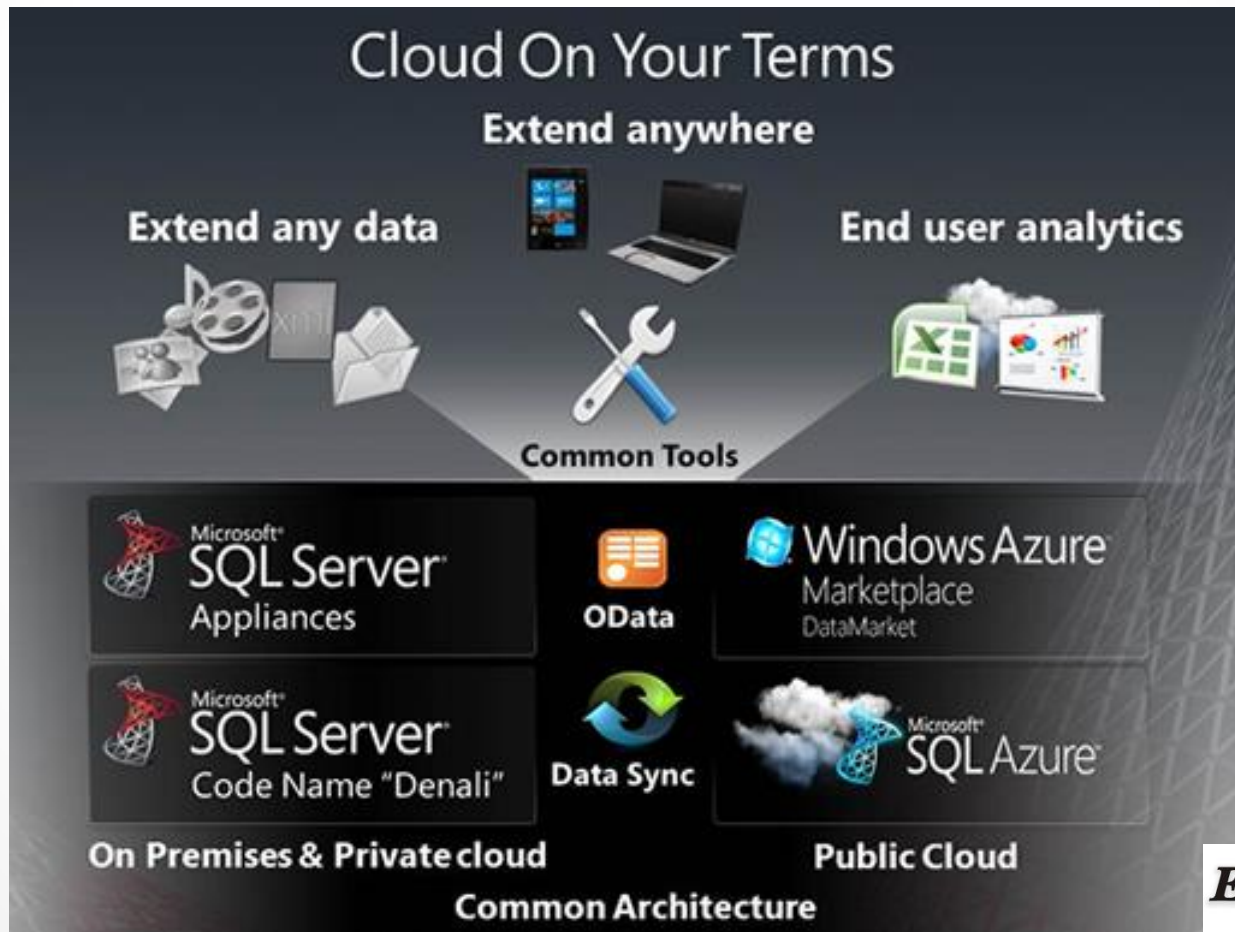 Cloud On Your Terms
Extend anywhere
Extend any data
End user analytics
Common Tools
Microsoft®
SQL Server®
Appliances
OData
Windows Azure™
Marketplace
DataMarket
Microsoft®
SQL Server®
Code Name "Denali"
Data Sync
Microsoft®
SQL Azure™
On Premises & Private cloud
Public Cloud
Common Architecture